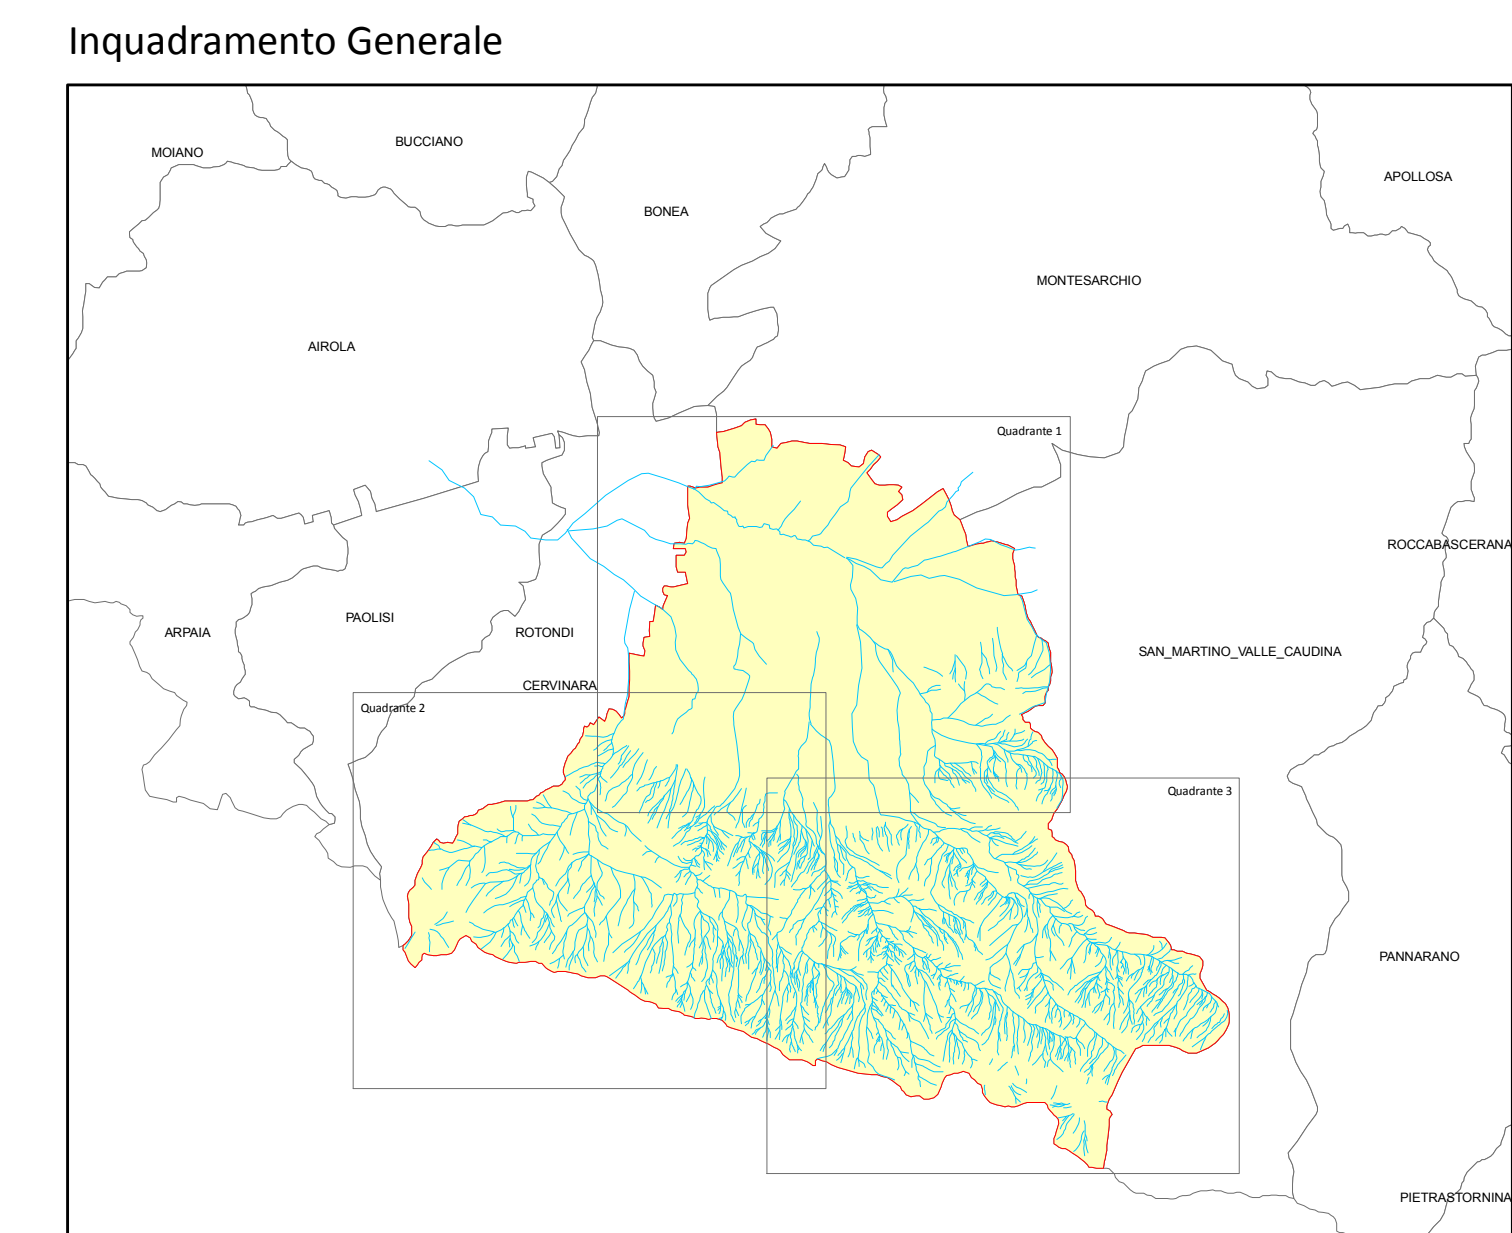 Inquadramento Generale
BUCCIANO
MOIANO
APOLLOSA
BONEA
MONTESARCHIO
AIROLA
Quadrante 1
ROCCABASCERANA
PAOLISI
ARPAIA
ROTONDI
SAN_MARTINO_VALLE_CAUDINA
CERVINARA
Quadrante 2
Quadrante 3
PANNARANO
PIETRASTORNINA